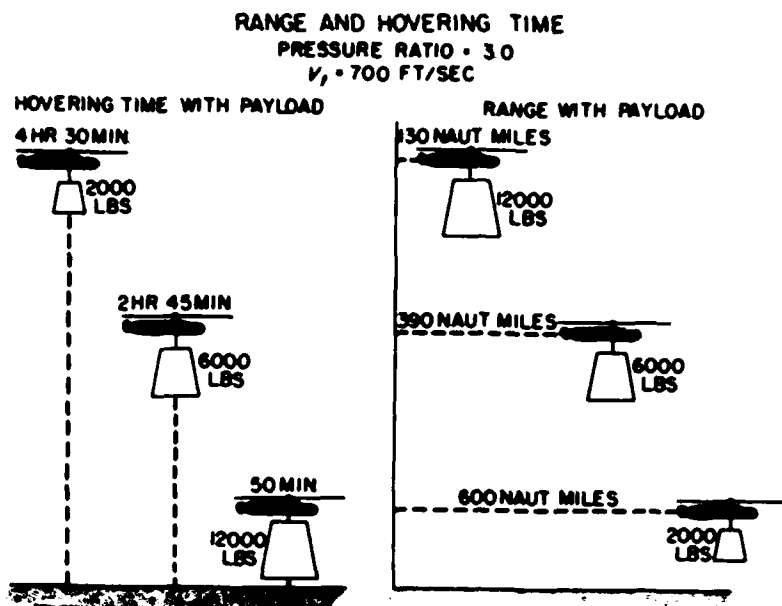 RANGE AND HOVERING TIME
PRESSURE RATIO = 3.0
V, = 700 FT/SEC
HOVERING TIME WITH PAYLOAD
4 HR 30 MIN
2000
LBS
2 HR 45 MIN
6000
LBS
50 MIN
12000
LBS
RANGE WITH PAYLOAD
130 NAUT MILES
12000
LBS
390 NAUT MILES
6000
LBS
600 NAUT MILES
2000
LBS